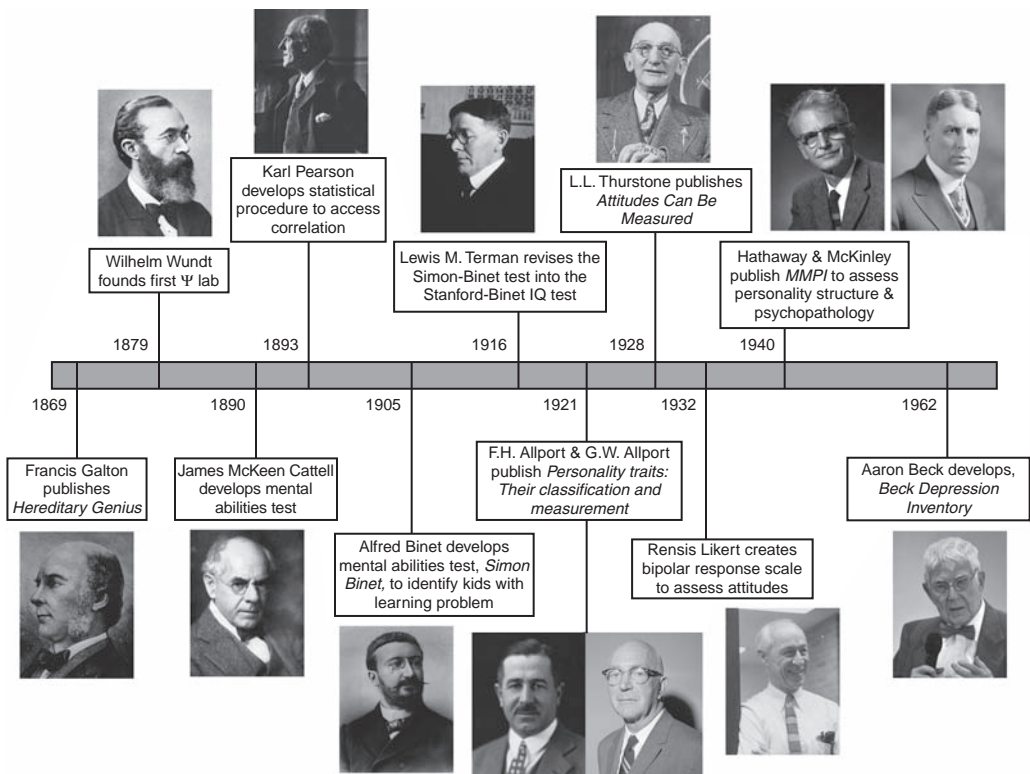 Karl Pearson
develops statistical
procedure to access
correlation
L.L. Thurstone publishes
Attitudes Can Be
Measured
Wilhelm Wundt
founds first Ψ lab
Lewis M. Terman revises the
Simon-Binet test into the
Stanford-Binet IQ test
Hathaway & McKinley
publish MMPI to assess
personality structure &
psychopathology
1879
1893
1916
1928
1940
1869
1890
1905
1921
1932
1962
Francis Galton
publishes
Hereditary Genius
James McKeen Cattell
develops mental
abilities test
F.H. Allport & G.W. Allport
publish Personality traits:
Their classification and
measurement
Aaron Beck develops,
Beck Depression
Inventory
Alfred Binet develops
mental abilities test, Simon
Binet, to identify kids with
learning problem
Rensis Likert creates
bipolar response scale
to assess attitudes